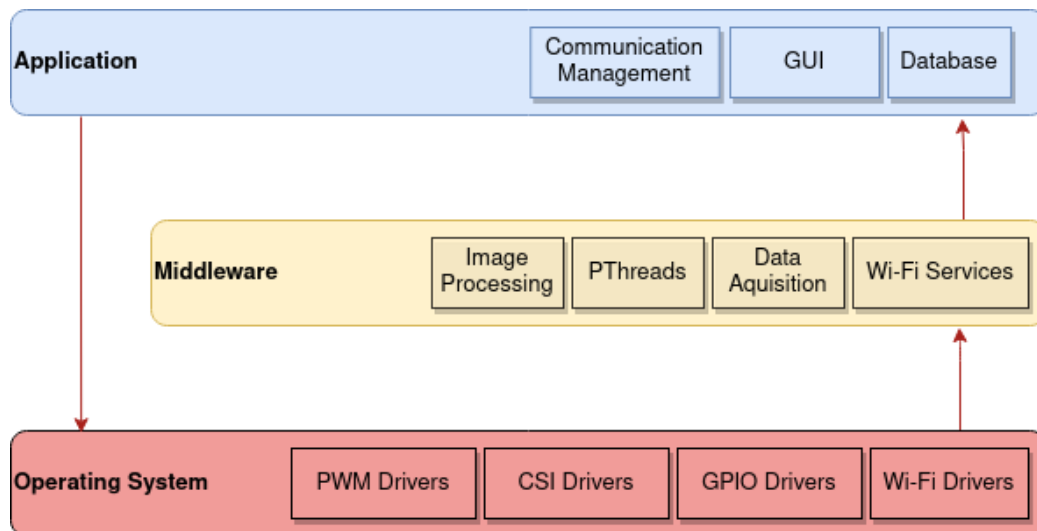 Application
Communication
Management
GUI
Database
Middleware
Image
Processing
PThreads
Data
Aquisition
Wi-Fi Services
Operating System
PWM Drivers
CSI Drivers
GPIO Drivers
Wi-Fi Drivers